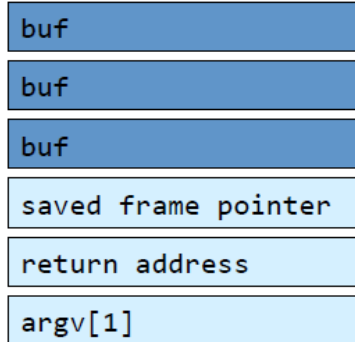 buf
buf
buf
saved frame pointer
return address
argv[1]